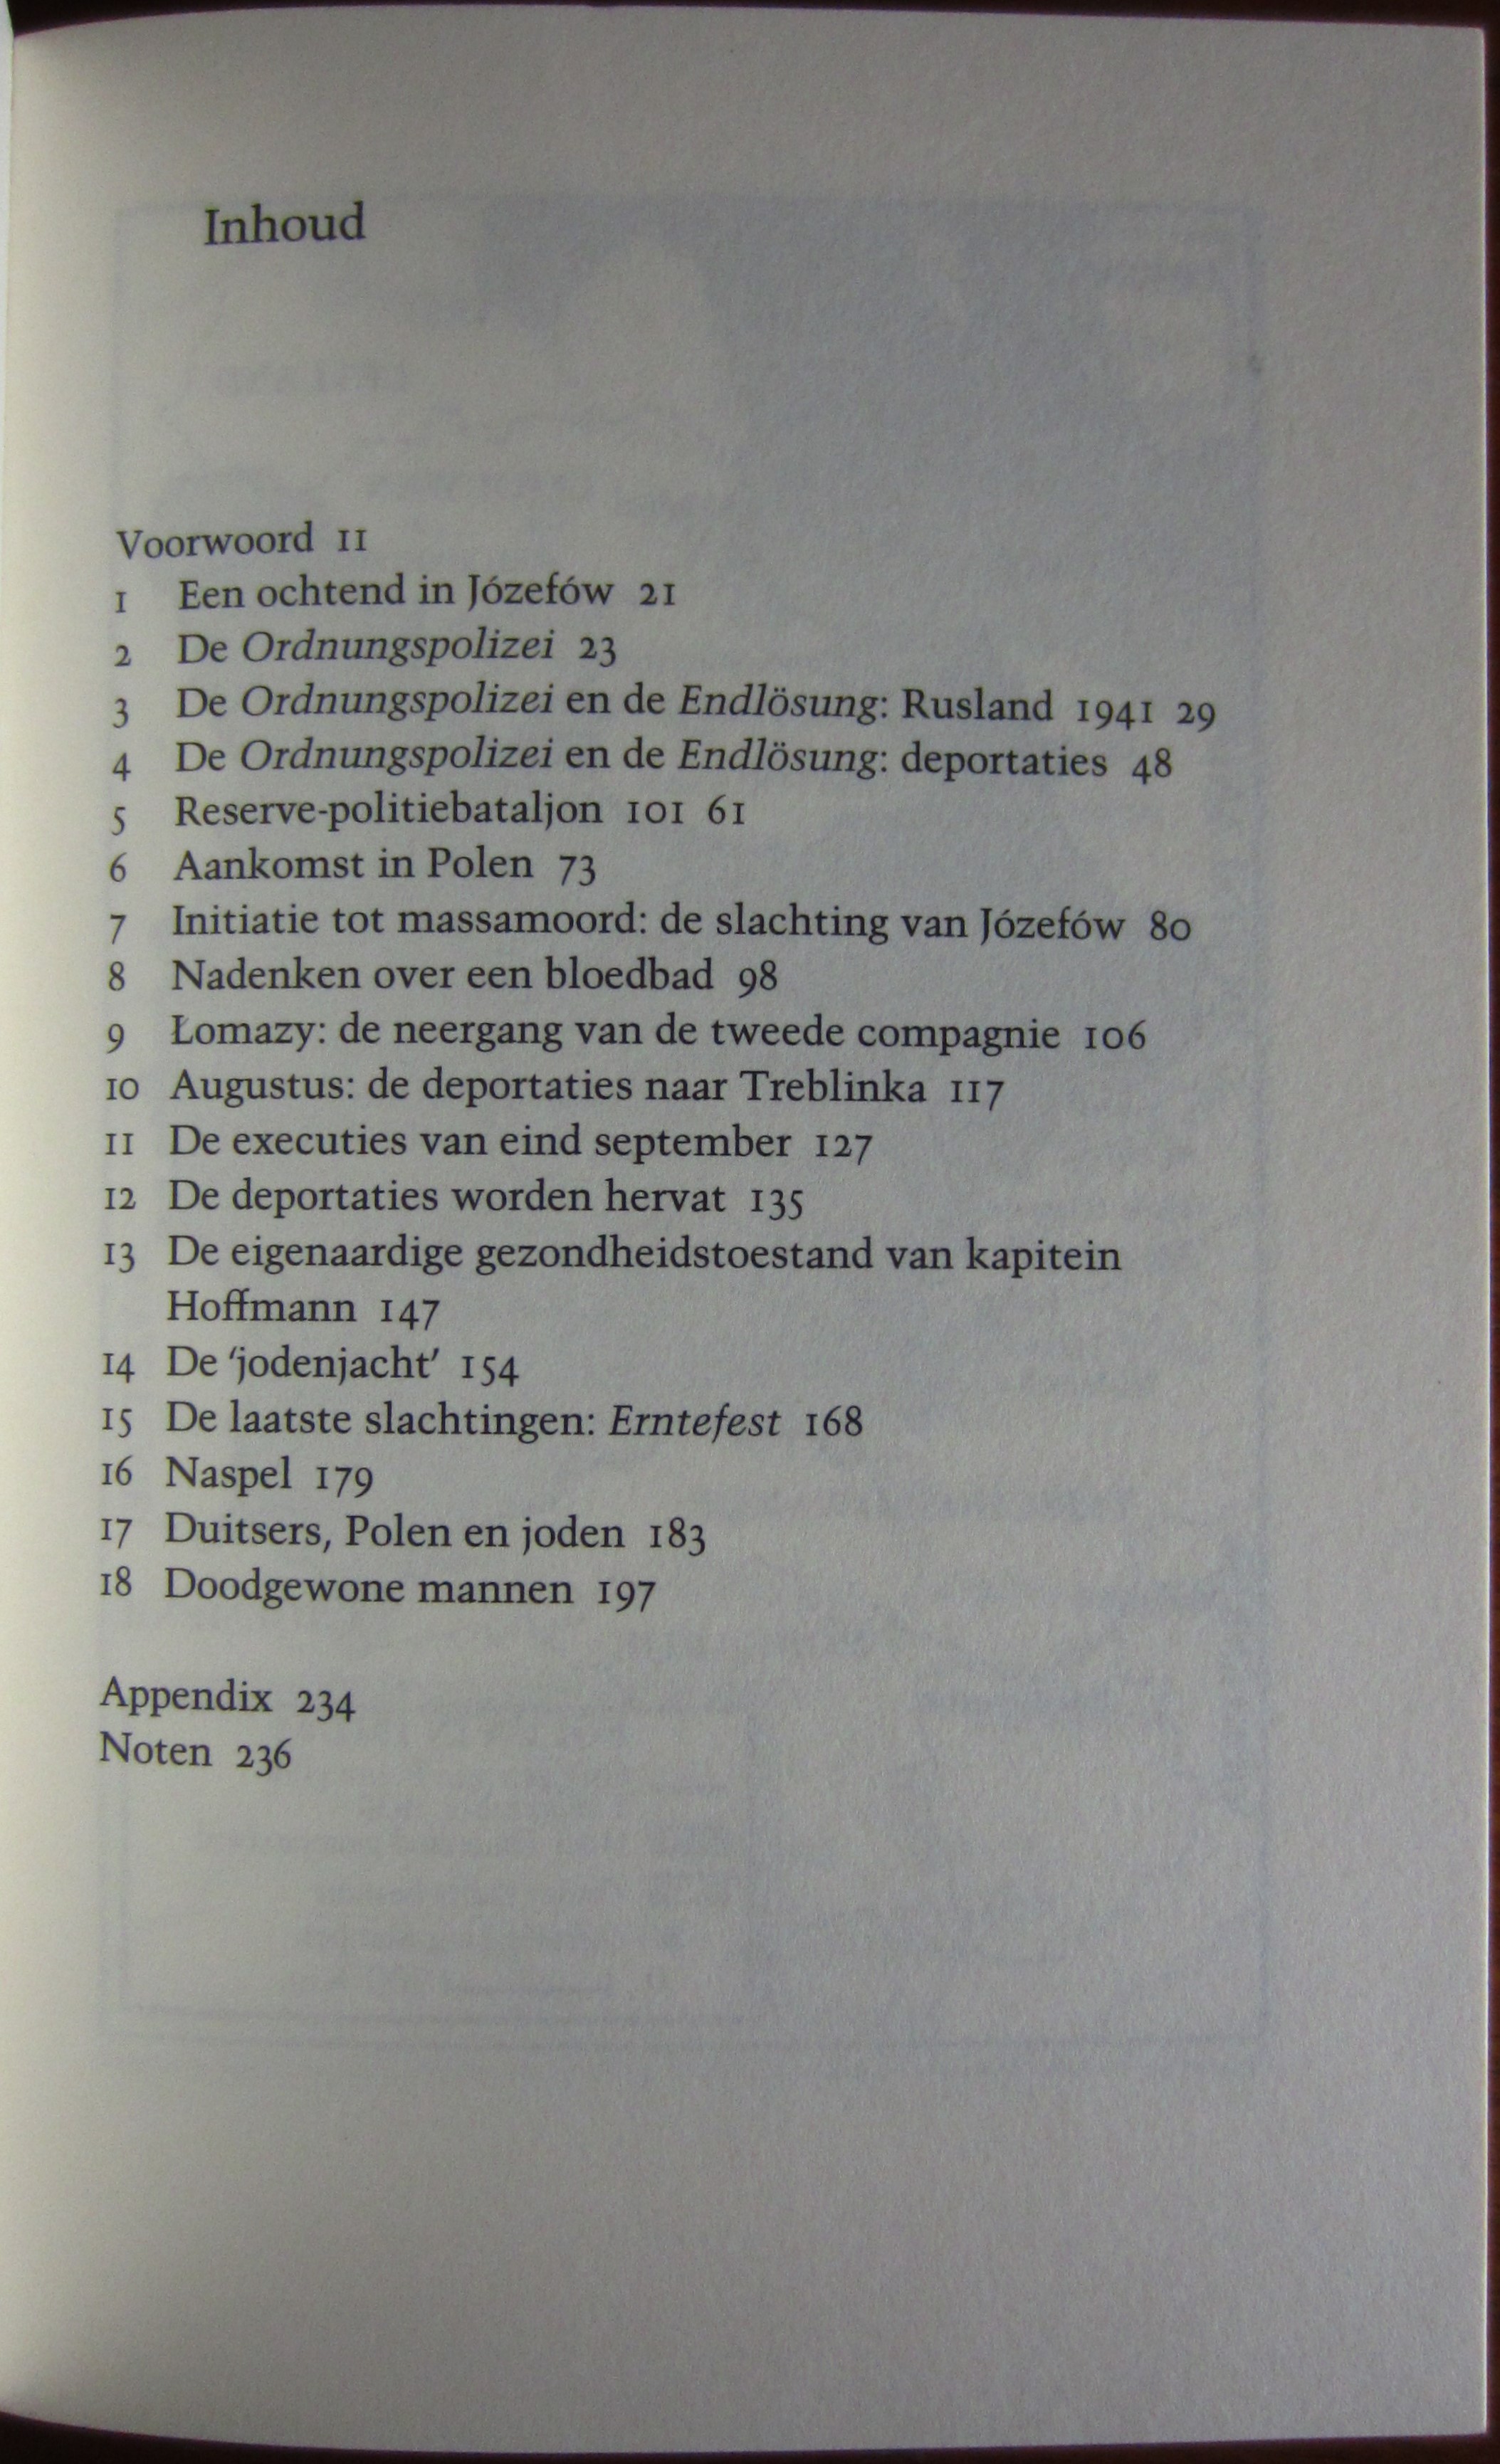 Inhoud
Voorwoord 11
1 Een ochtend in Józefów 21
2 De Ordnungspolizei 23
3 De Ordnungspolizei en de Endlösung: Rusland 1941 29
4 De Ordnungspolizei en de Endlösung: deportaties 48
5 Reserve-politiebataljon 101 61
6 Aankomst in Polen 73
7 Initiatie tot massamoord: de slachting van Józefów 80
8 Nadenken over een bloedbad 98
9 Łomazy: de neergang van de tweede compagnie 106
10 Augustus: de deportaties naar Treblinka 117
11 De executies van eind september 127
12 De deportaties worden hervat 135
13 De eigenaardige gezondheidstoestand van kapitein
Hoffmann 147
14 De ‘jodenjacht’ 154
15 De laatste slachtingen: Erntefest 168
16 Naspel 179
17 Duitsers, Polen en joden 183
18 Doodgewone mannen 197
Appendix 234
Noten 236